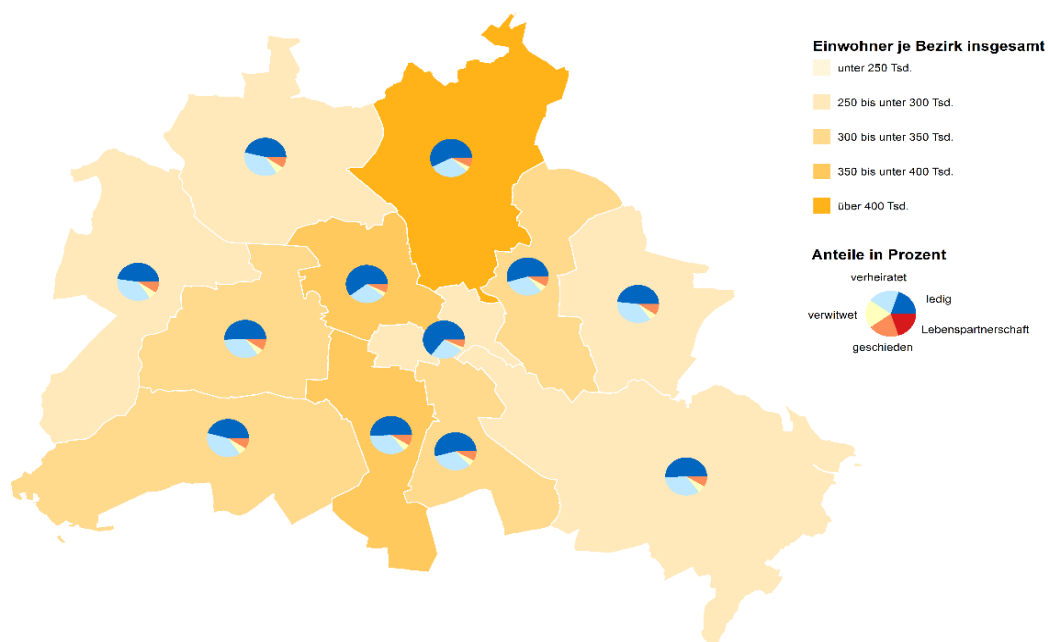 Einwohner je Bezirk insgesamt
unter 250 Tsd.
250 bis unter 300 Tsd.
300 bis unter 350 Tsd.
350 bis unter 400 Tsd.
über 400 Tsd.
Anteile in Prozent
verheiratet
ledig
verwitwet
Lebenspartnerschaft
geschieden